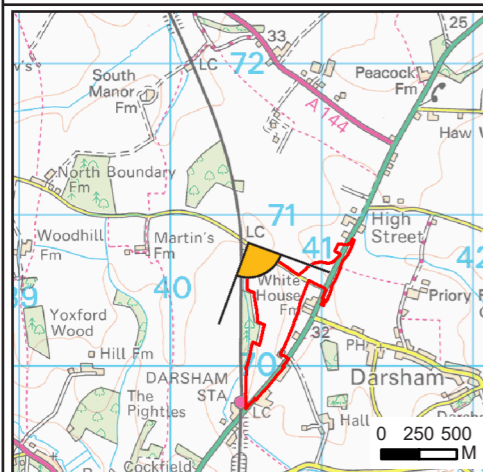 25
33
LC
72
South
Manor
Fm
Peacock
Fm
A 144
Haw
North Boundary
Fm
71
LC
High
Street
41
42
Woodhill
Fm
Martin's
Fm
White
House
Fm
40
39
Priory F
Yoxford
Wood
32
PH
Hill Fm
70
DARSHAM
STA
Darsham
LC
The
Pightles
Hall
Cockfield
0 250 500
M